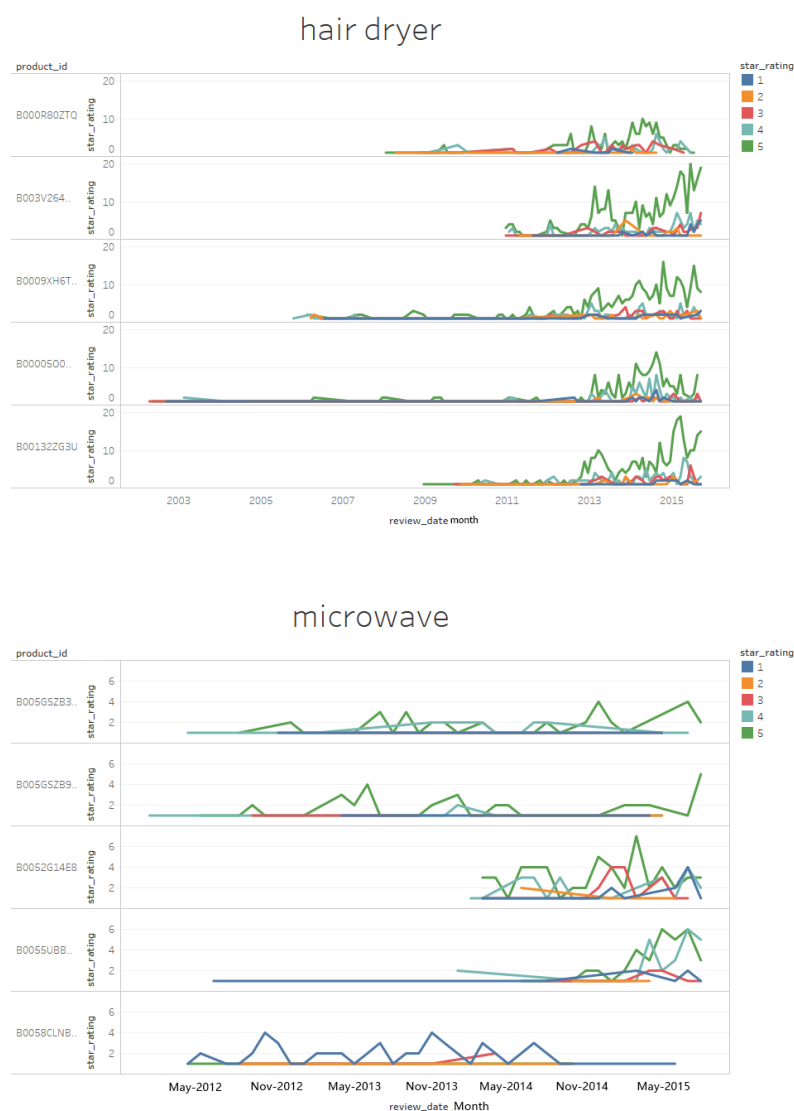 hair dryer
product_id
star_rating
1
2
3
4
5
B000R80ZTQ
star_rating
20
10
0
B003V264..
star_rating
20
10
0
B0009XH6T..
star_rating
20
10
0
B00005O0..
star_rating
20
10
0
B00132ZG3U
star_rating
20
10
0
2003 2005 2007 2009 2011 2013 2015
review_date month
microwave
product_id
star_rating
1
2
3
4
5
B005GSZB3..
star_rating
6
4
2
B005GSZB9..
star_rating
6
4
2
B0052G14E8
star_rating
6
4
2
B0055UBB..
star_rating
6
4
2
B0058CLNB..
star_rating
6
4
2
May-2012 Nov-2012 May-2013 Nov-2013 May-2014 Nov-2014 May-2015
review_date Month